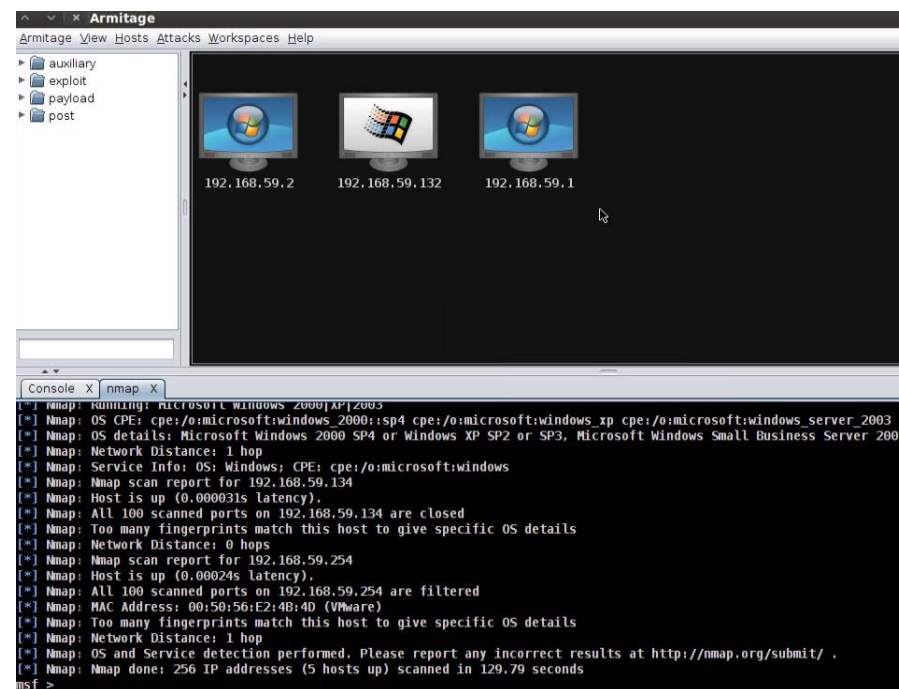 Armitage
Armitage View Hosts Attacks Workspaces Help
auxiliary
exploit
payload
post
192.168.59.2 192.168.59.132 192.168.59.1
Console X nmap X
[*] Nmap: Running: Microsoft Windows 2000|XP|2003
[*] Nmap: OS CPE: cpe:/o:microsoft:windows_2000::sp4 cpe:/o:microsoft:windows_xp cpe:/o:microsoft:windows_server_2003
[*] Nmap: OS details: Microsoft Windows 2000 SP4 or Windows XP SP2 or SP3, Microsoft Windows Small Business Server 200
[*] Nmap: Network Distance: 1 hop
[*] Nmap: Service Info: OS: Windows; CPE: cpe:/o:microsoft:windows
[*] Nmap: Nmap scan report for 192.168.59.134
[*] Nmap: Host is up (0.000031s latency).
[*] Nmap: All 100 scanned ports on 192.168.59.134 are closed
[*] Nmap: Too many fingerprints match this host to give specific OS details
[*] Nmap: Network Distance: 0 hops
[*] Nmap: Nmap scan report for 192.168.59.254
[*] Nmap: Host is up (0.00024s latency).
[*] Nmap: All 100 scanned ports on 192.168.59.254 are filtered
[*] Nmap: MAC Address: 00:50:56:E2:4B:4D (VMware)
[*] Nmap: Too many fingerprints match this host to give specific OS details
[*] Nmap: Network Distance: 1 hop
[*] Nmap: OS and Service detection performed. Please report any incorrect results at http://nmap.org/submit/ .
[*] Nmap: Nmap done: 256 IP addresses (5 hosts up) scanned in 129.79 seconds
msf >